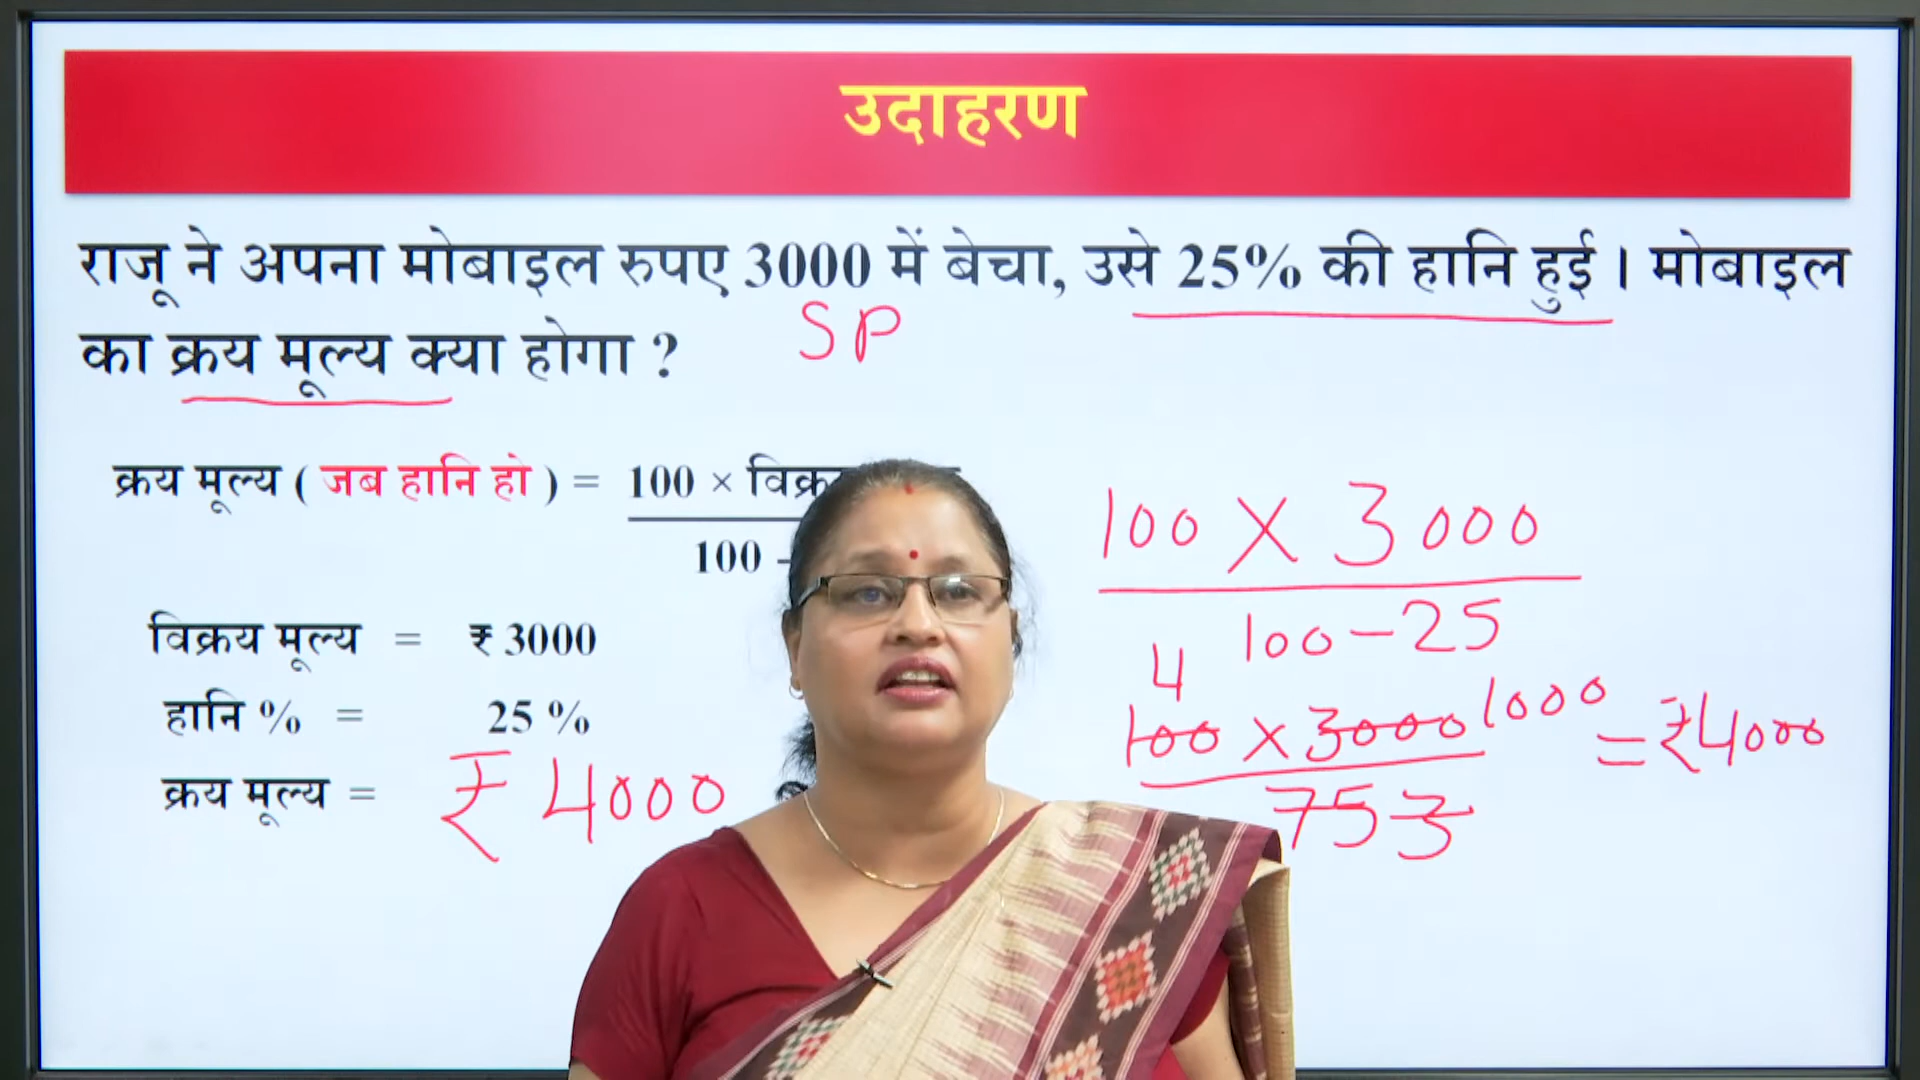 उदाहरण
राजू ने अपना मोबाइल रुपए 3000 में बेचा, उसे 25% की हानि हुई। मोबाइल
का क्रय मूल्य क्या होगा ?
SP
क्रय मूल्य ( जब हानि हो ) = 100 ×
100 -
विक्रय मूल्य = ₹ 3000
हानि % = 25 %
क्रय मूल्य = ₹ 4000
100 X 3000
100 - 25
4
100 X 3000 1000 = ₹4000
75 3